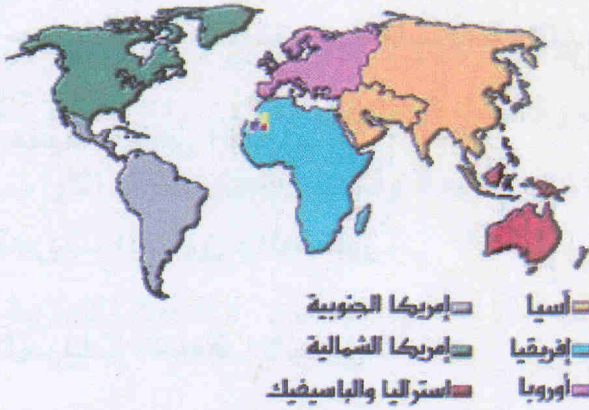 آسيا إمريكا الجنوبية
إفريقيا إمريكا الشمالية
أوروبا استراليا والباسيفيك